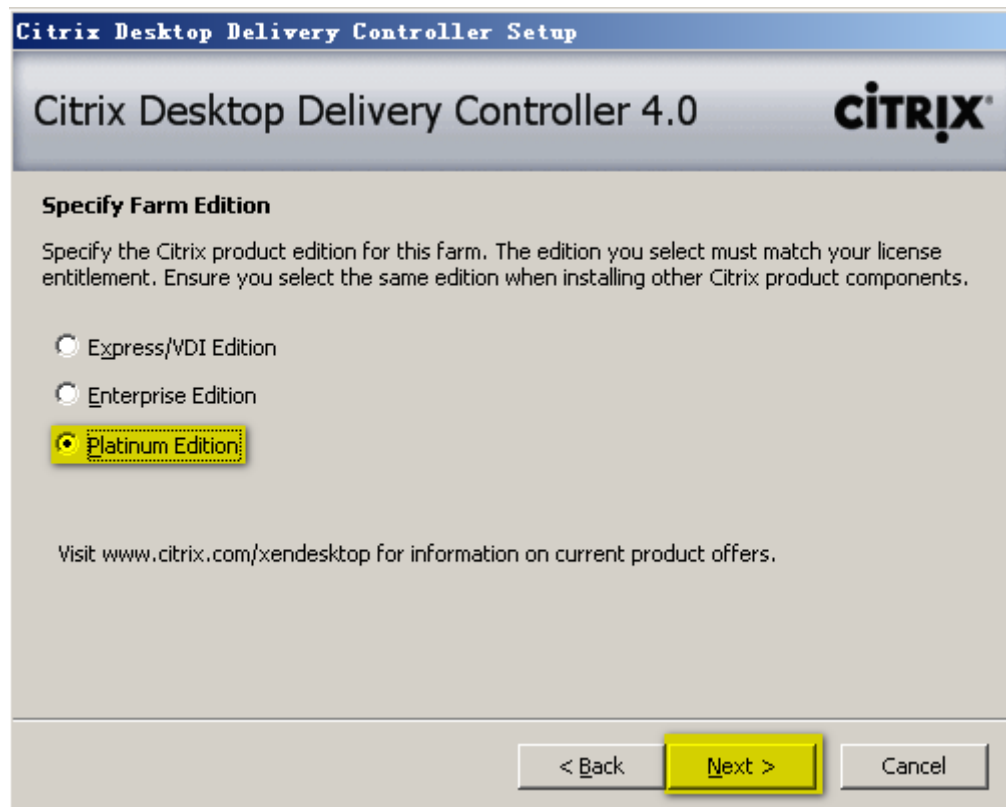 Citrix Desktop Delivery Controller Setup
Citrix Desktop Delivery Controller 4.0
CITRIX
Specify Farm Edition
Specify the Citrix product edition for this farm. The edition you select must match your license
entitlement. Ensure you select the same edition when installing other Citrix product components.
Express/VDI Edition
Enterprise Edition
Platinum Edition
Visit www.citrix.com/xendesktop for information on current product offers.
< Back
Next >
Cancel